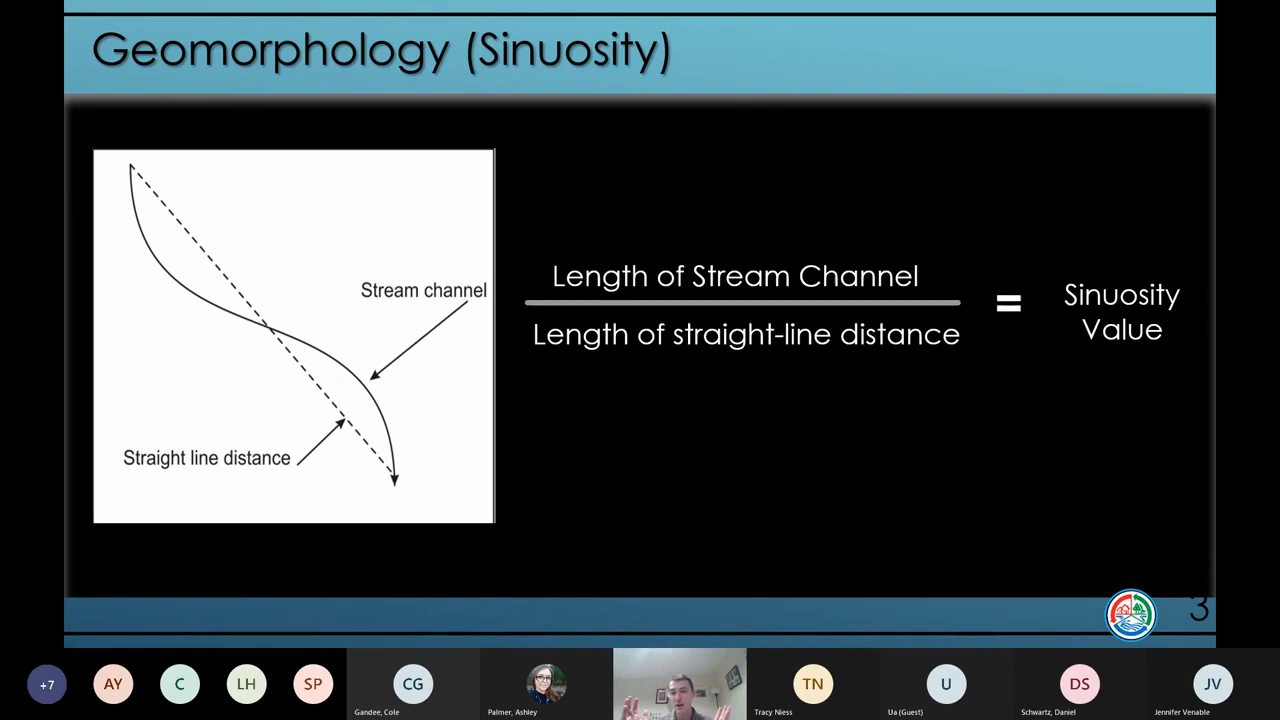 Geomorphology (Sinuosity)
Stream channel
Straight line distance
Length of Stream Channel
Length of straight-line distance
=
Sinuosity
Value
3
+7
AY
C
LH
SP
CG
Gandee, Cole
Palmer, Ashley
TN
Tracy Niess
U
Ua (Guest)
DS
Schwartz, Daniel
JV
Jennifer Venable